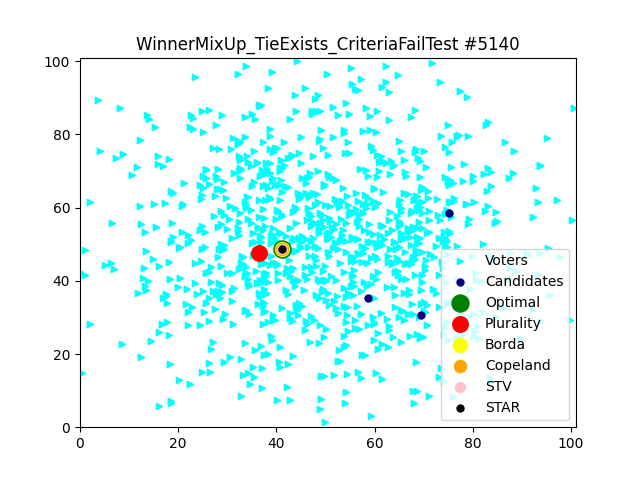 WinnerMixUp_TieExists_CriteriaFailTest #5140
100
80
60
40
20
0
0 20 40 60 80 100
Voters
Candidates
Optimal
Plurality
Borda
Copeland
STV
STAR